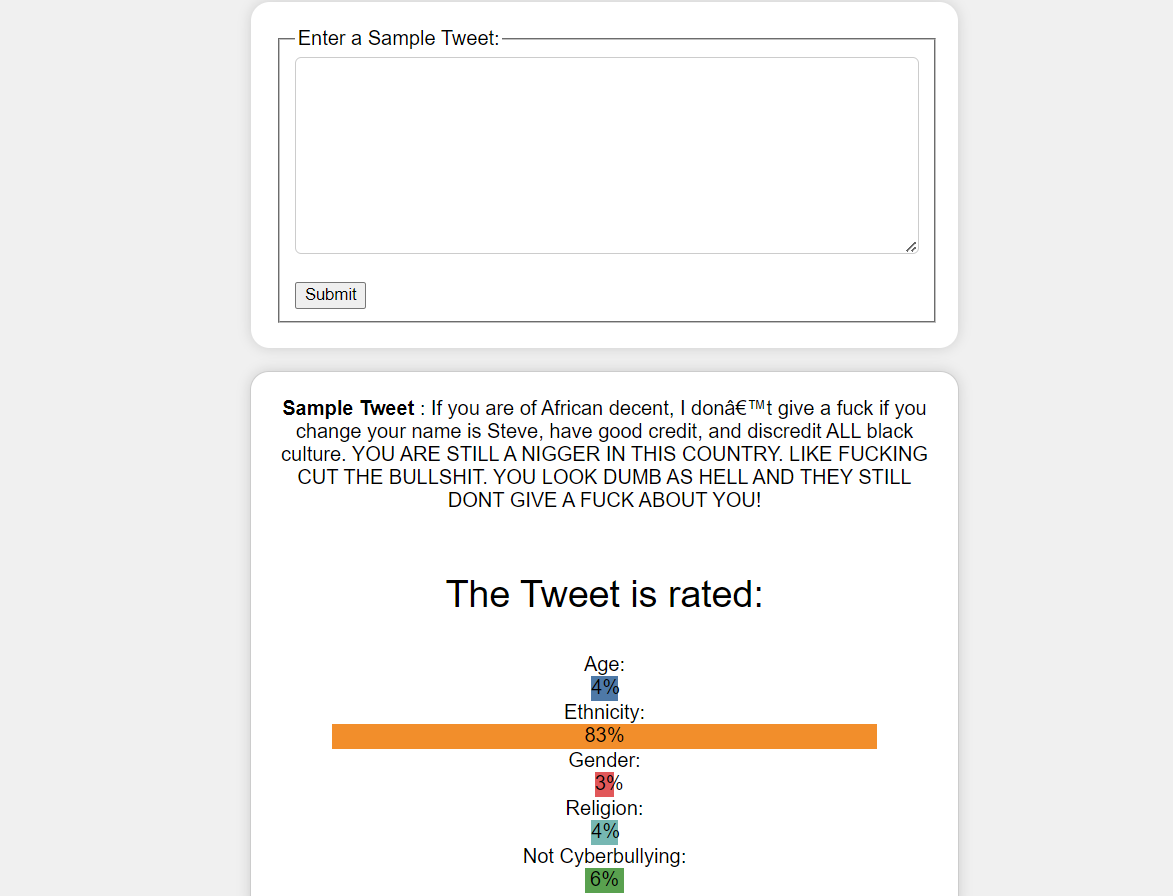 Enter a Sample Tweet:
Submit
Sample Tweet : If you are of African decent, I donâ€™t give a fuck if you
change your name is Steve, have good credit, and discredit ALL black
culture. YOU ARE STILL A NIGGER IN THIS COUNTRY. LIKE FUCKING
CUT THE BULLSHIT. YOU LOOK DUMB AS HELL AND THEY STILL
DONT GIVE A FUCK ABOUT YOU!
The Tweet is rated:
Age:
4%
Ethnicity:
83%
Gender:
3%
Religion:
4%
Not Cyberbullying:
6%